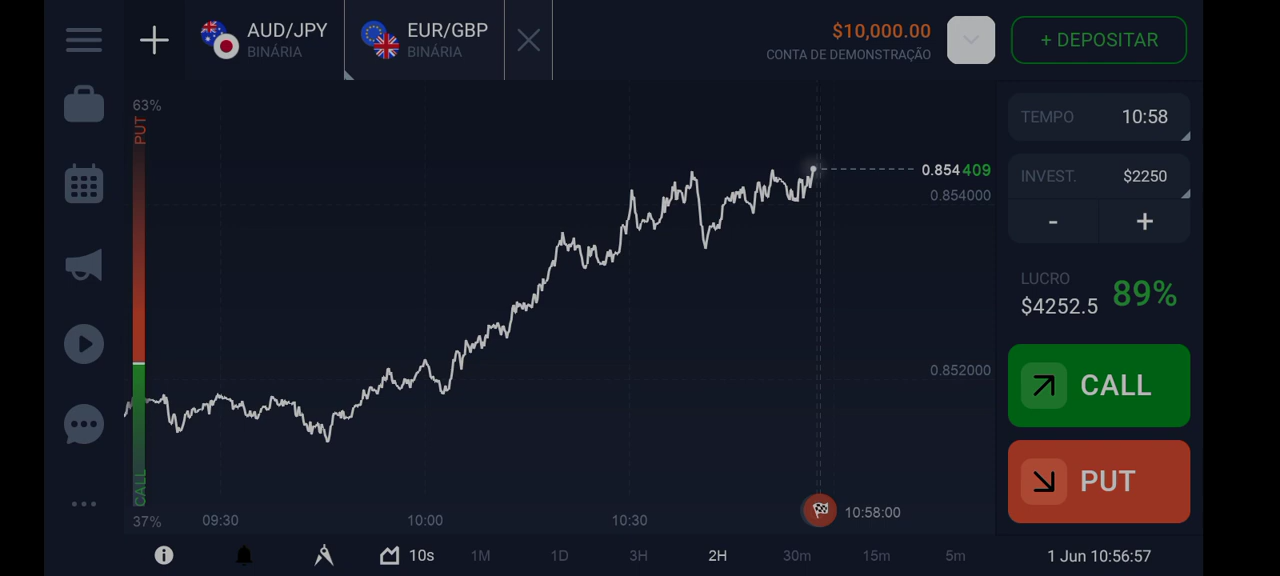 AUD/JPY
BINÁRIA
EUR/GBP
BINÁRIA
$10,000.00
CONTA DE DEMONSTRAÇÃO
+ DEPOSITAR
63%
PUT
CALL
37%
0.854409
0.854000
0.852000
09:30
10:00
10:30
10:58:00
TEMPO 10:58
INVEST. $2250
- +
LUCRO
$4252.5
89%
CALL
PUT
10s 1M 1D 3H 2H 30m 15m 5m
1 Jun 10:56:57